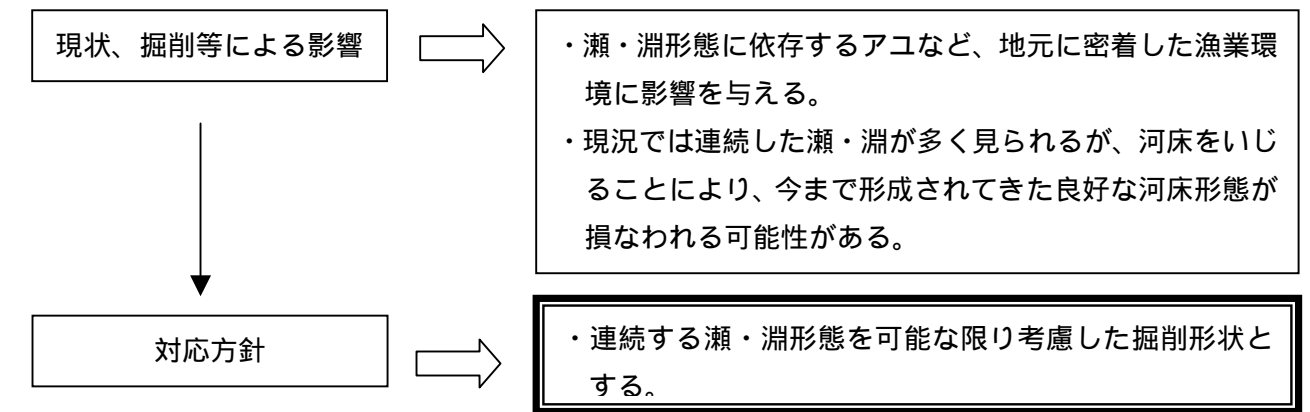 現状、掘削等による影響
・瀬・淵形態に依存するアユなど、地元に密着した漁業環
境に影響を与える。
・現況では連続した瀬・淵が多く見られるが、河床をいじ
ることにより、今まで形成されてきた良好な河床形態が
損なわれる可能性がある。
対応方針
・連続する瀬・淵形態を可能な限り考慮した掘削形状と
する。